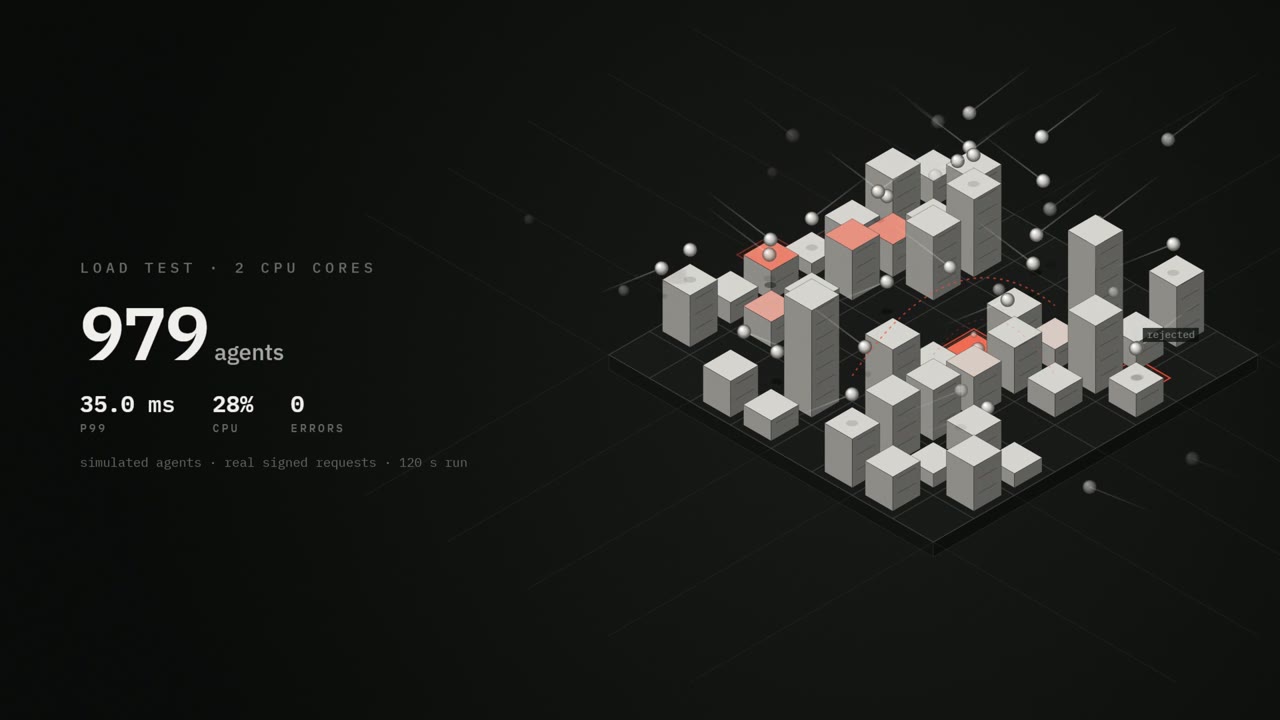 LOAD TEST · 2 CPU CORES
979 agents
35.0 ms 28% 0
P99 CPU ERRORS
simulated agents · real signed requests · 120 s run
rejected